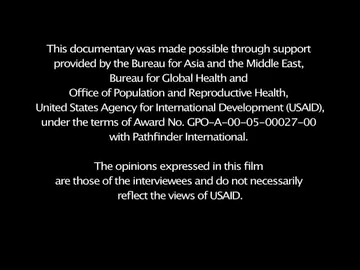 This documentary was made possible through support
provided by the Bureau for Asia and the Middle East,
Bureau for Global Health and
Office of Population and Reproductive Health,
United States Agency for International Development (USAID),
under the terms of Award No. GPO-A-00-05-00027-00
with Pathfinder International.
The opinions expressed in this film
are those of the interviewees and do not necessarily
reflect the views of USAID.